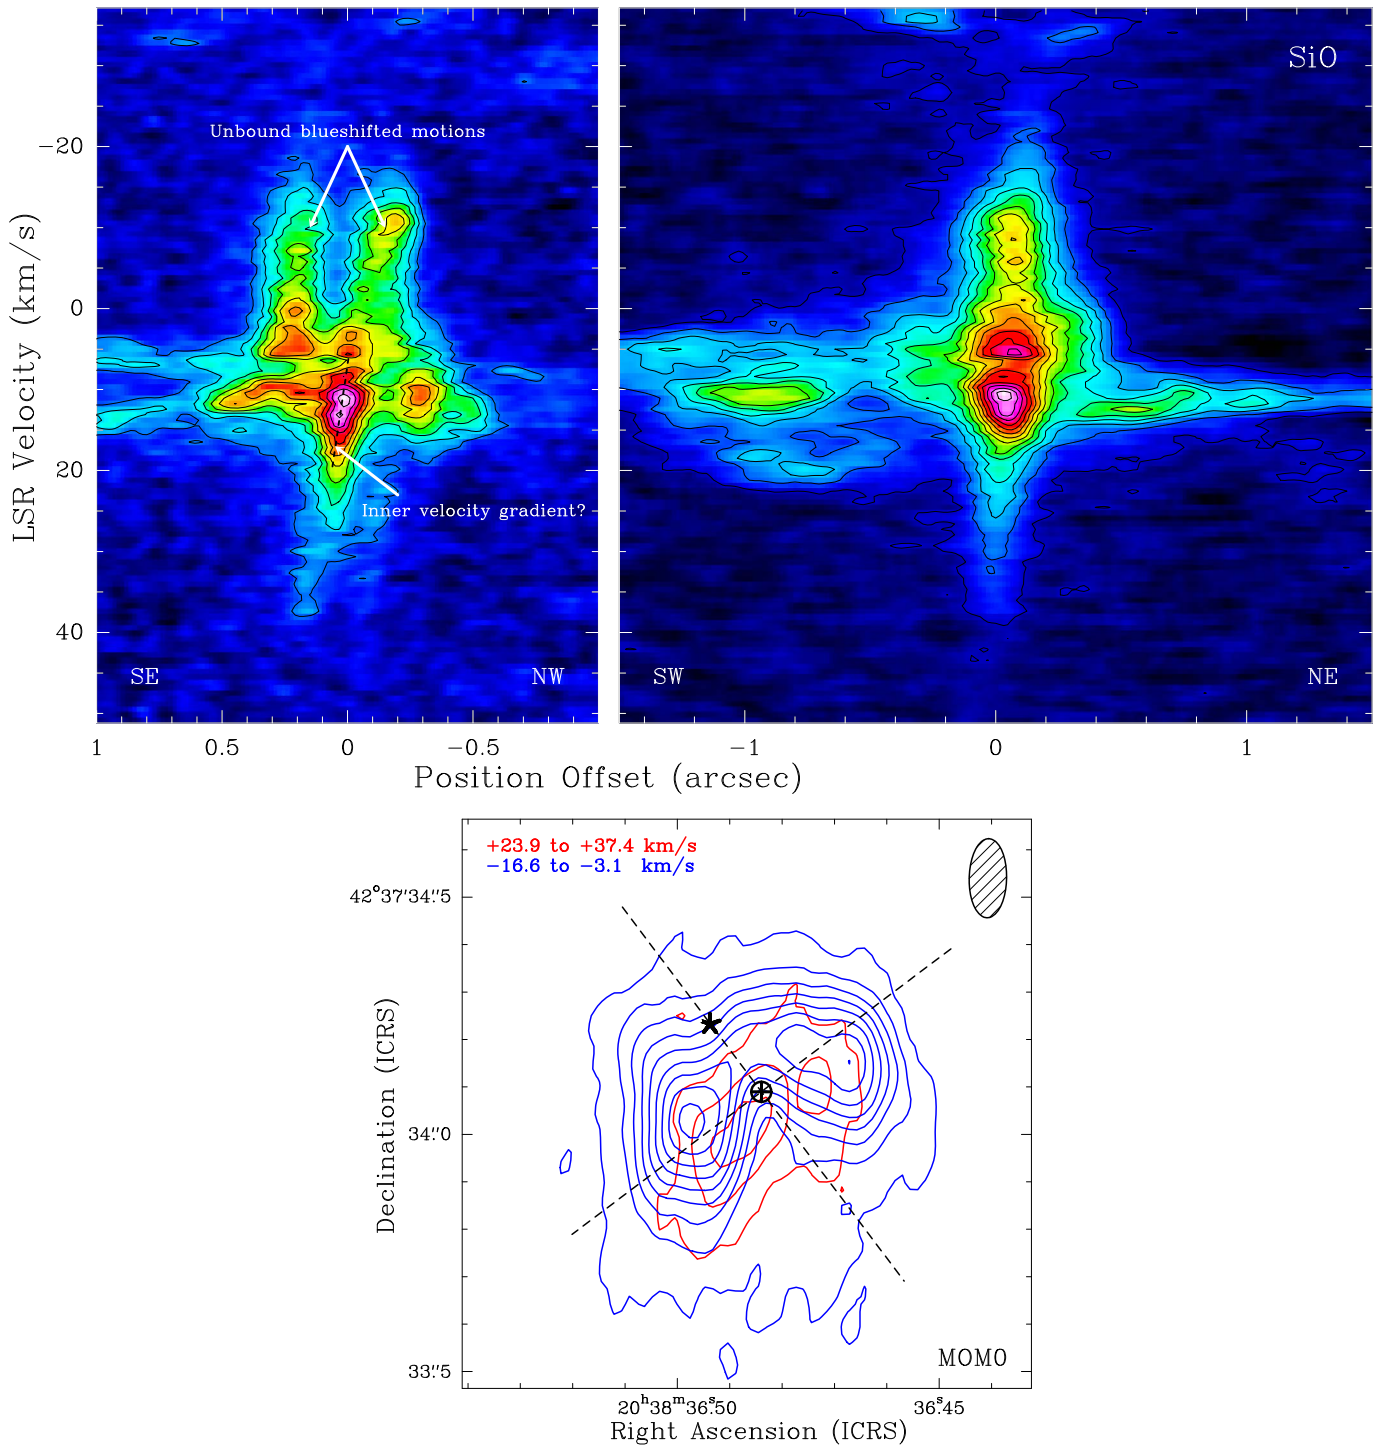 SiO
Unbound blueshifted motions
−20
0
20
40
LSR Velocity (km/s)
Inner velocity gradient?
SE
NW
SW
NE
1
0.5
0
−0.5
−1
0
1
Position Offset (arcsec)
+23.9 to +37.4 km/s
−16.6 to −3.1 km/s
42°37′34″.5
34″.0
33″.5
Declination (ICRS)
MOMO
20ʰ38ᵐ36ˢ.50
36ˢ.45
Right Ascension (ICRS)